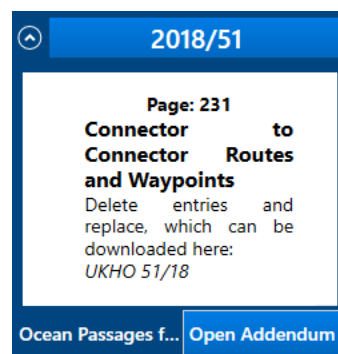 2018/51
Page: 231
Connector to
Connector Routes
and Waypoints
Delete entries and
replace, which can be
downloaded here:
UKHO 51/18
Ocean Passages f... Open Addendum